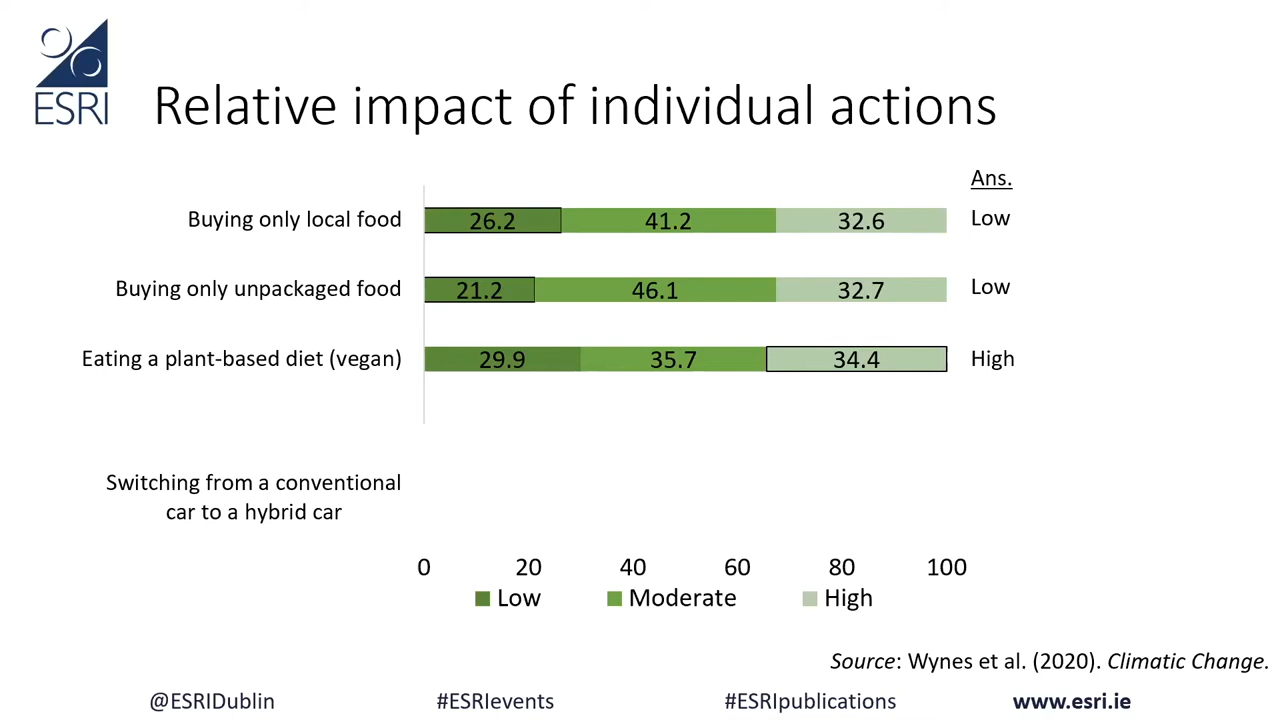 ESRI
Relative impact of individual actions
Ans.
Buying only local food 26.2 41.2 32.6 Low
Buying only unpackaged food 21.2 46.1 32.7 Low
Eating a plant-based diet (vegan) 29.9 35.7 34.4 High
Switching from a conventional
car to a hybrid car
0 20 40 60 80 100
Low Moderate High
Source: Wynes et al. (2020). Climatic Change.
@ESRIDublin #ESRIevents #ESRIpublications www.esri.ie